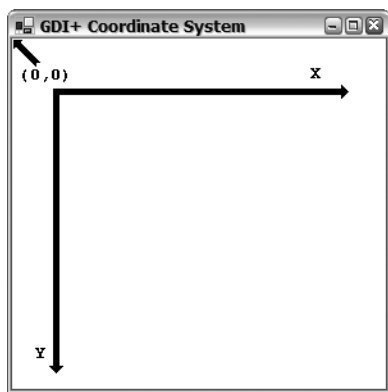 GDI+ Coordinate System
(0,0)
X
Y